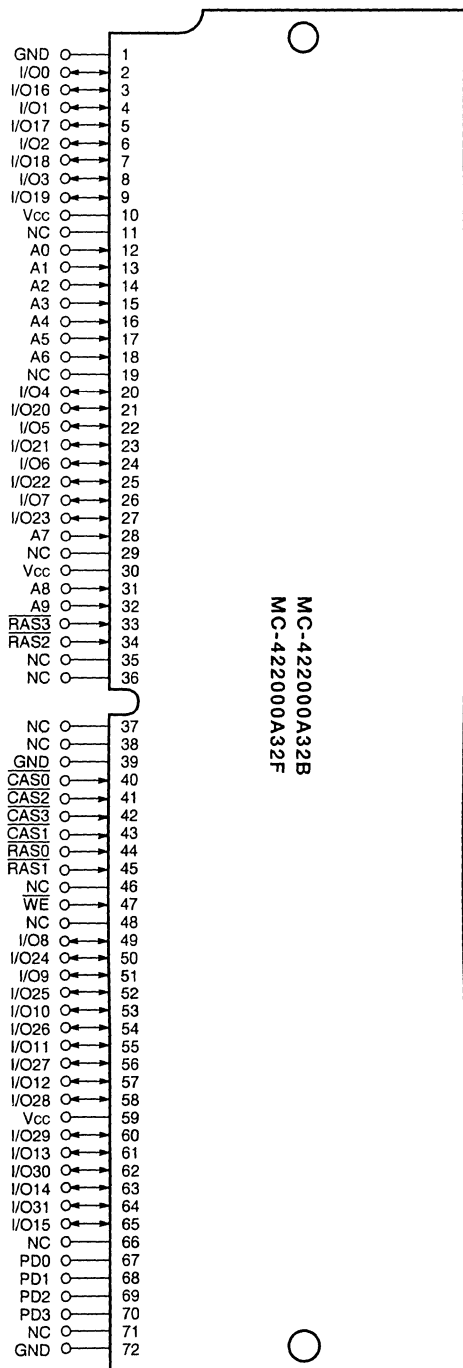 GND 1
I/O0 2
I/O16 3
I/O1 4
I/O17 5
I/O2 6
I/O18 7
I/O3 8
I/O19 9
Vcc 10
NC 11
A0 12
A1 13
A2 14
A3 15
A4 16
A5 17
A6 18
NC 19
I/O4 20
I/O20 21
I/O5 22
I/O21 23
I/O6 24
I/O22 25
I/O7 26
I/O23 27
A7 28
NC 29
Vcc 30
A8 31
A9 32
RAS3 33
RAS2 34
NC 35
NC 36
MC-422000A32B
MC-422000A32F
NC 37
NC 38
GND 39
CAS0 40
CAS2 41
CAS3 42
CAS1 43
RAS0 44
RAS1 45
NC 46
WE 47
NC 48
I/O8 49
I/O24 50
I/O9 51
I/O25 52
I/O10 53
I/O26 54
I/O11 55
I/O27 56
I/O12 57
I/O28 58
Vcc 59
I/O29 60
I/O13 61
I/O30 62
I/O14 63
I/O31 64
I/O15 65
NC 66
PD0 67
PD1 68
PD2 69
PD3 70
NC 71
GND 72